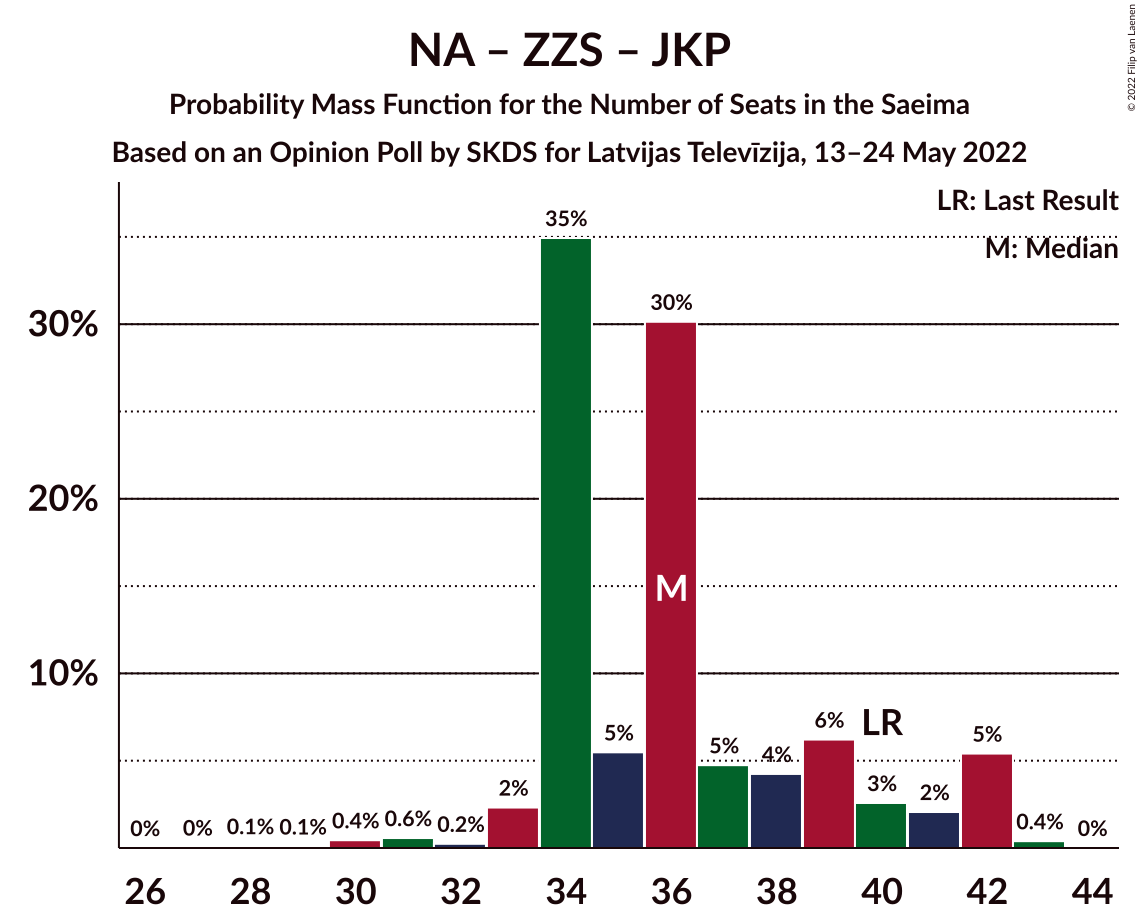 NA – ZZS – JKP
Probability Mass Function for the Number of Seats in the Saeima
Based on an Opinion Poll by SKDS for Latvijas Televīzija, 13–24 May 2022
© 2022 Filip van Laenen
LR: Last Result
M: Median
35%
30%
30%
20%
M
10%
6%
LR
5%
5%
4%
5%
3%
2%
2%
0%
0%
0.1%
0.1%
0.4%
0.6%
0.2%
0.4%
0%
26 28 30 32 34 36 38 40 42 44